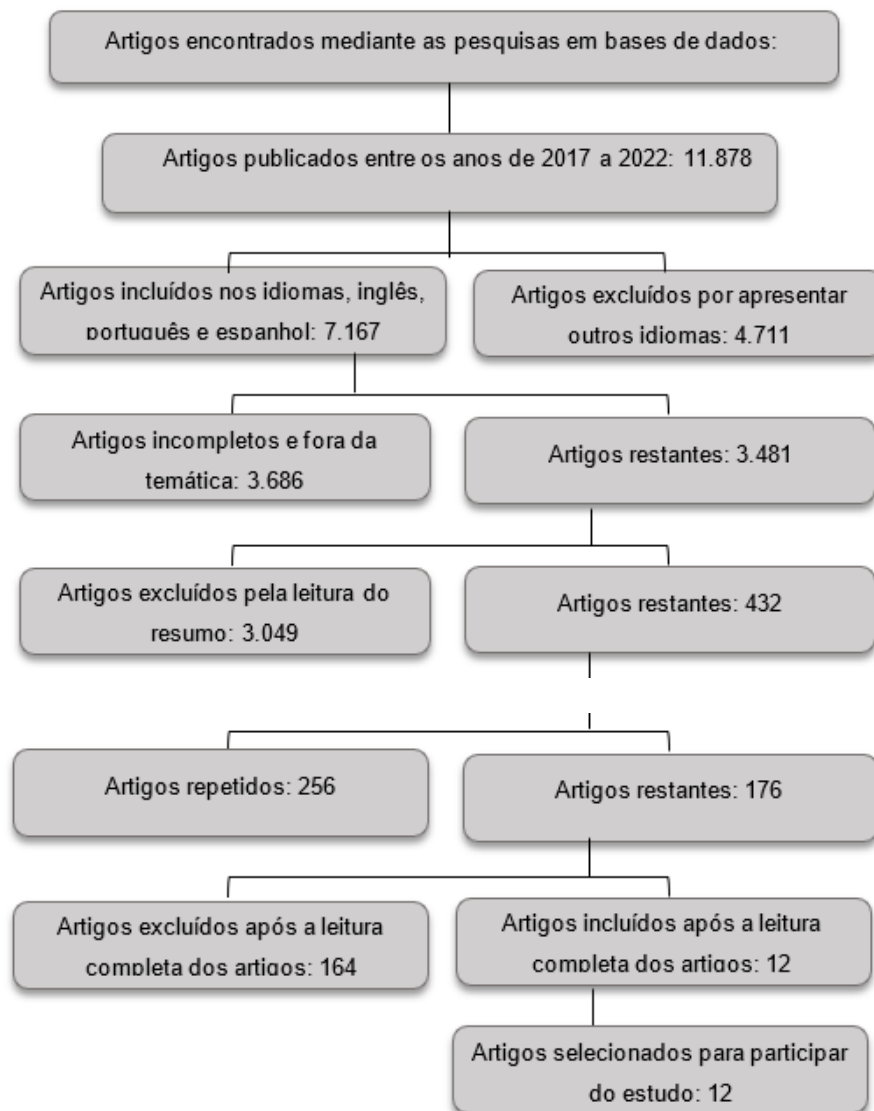 Artigos encontrados mediante as pesquisas em bases de dados:
Artigos publicados entre os anos de 2017 a 2022: 11.878
Artigos incluídos nos idiomas, inglês,
português e espanhol: 7.167
Artigos excluídos por apresentar
outros idiomas: 4.711
Artigos incompletos e fora da
temática: 3.686
Artigos restantes: 3.481
Artigos excluídos pela leitura do
resumo: 3.049
Artigos restantes: 432
Artigos repetidos: 256
Artigos restantes: 176
Artigos excluídos após a leitura
completa dos artigos: 164
Artigos incluídos após a leitura
completa dos artigos: 12
Artigos selecionados para participar
do estudo: 12